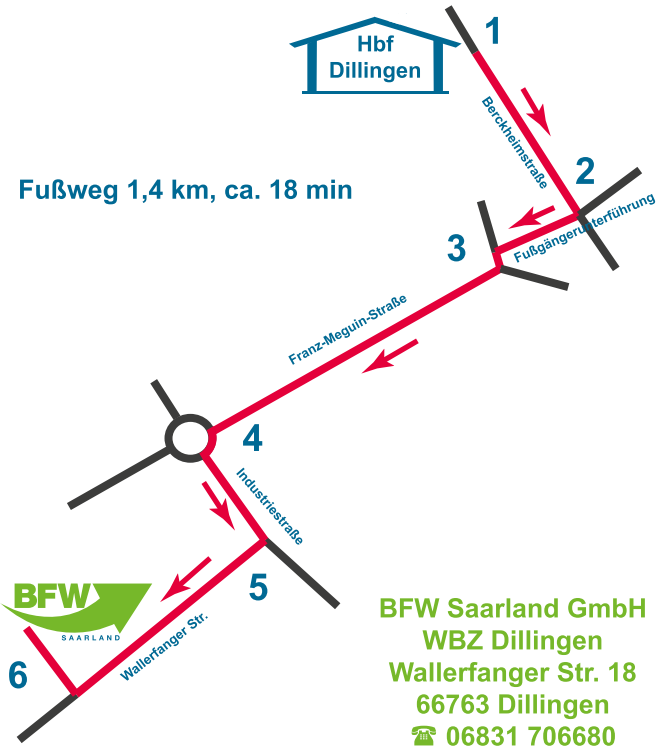 1
Hbf
Dillingen
Berckheimstraße
2
Fußweg 1,4 km, ca. 18 min
Fußgängerunterführung
3
Franz-Meguin-Straße
4
Industriestraße
5
BFW
SAARLAND
Wallerfanger Str.
6
BFW Saarland GmbH
WBZ Dillingen
Wallerfanger Str. 18
66763 Dillingen
☎ 06831 706680